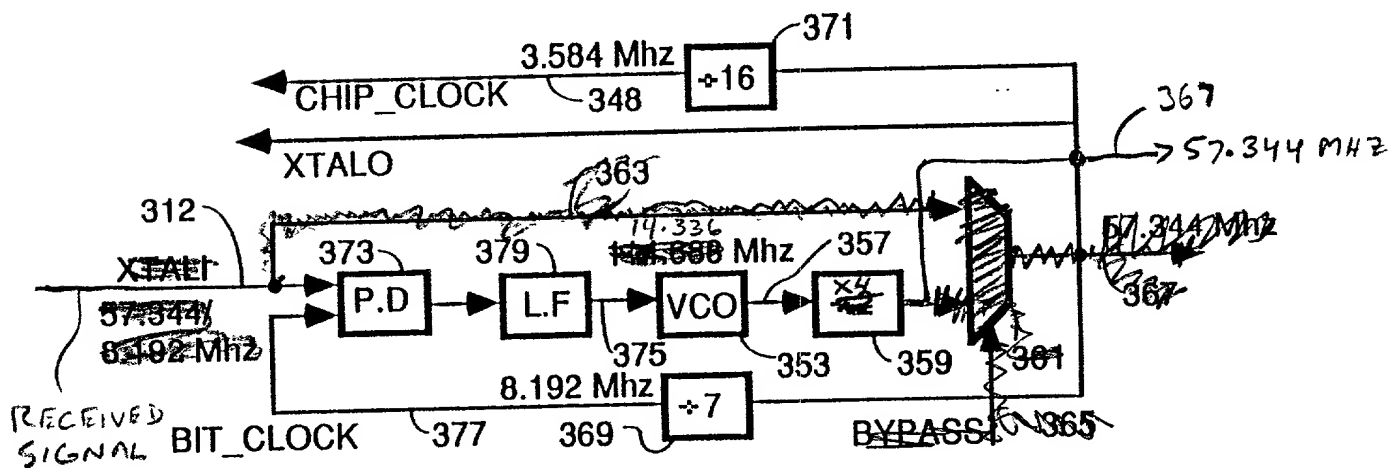 371
3.584 Mhz
÷16
CHIP_CLOCK
348
367
XTALO
57.344 MHZ
363
312
14.336
373
379
Mhz
357
57.344 Mhz
XTALI
P.D
L.F
VCO
x4
÷2
367
57.344/
8.192 Mhz
375
353
359
361
8.192 Mhz
÷7
RECEIVED
SIGNAL
BIT_CLOCK
377
369
BYPASS
365